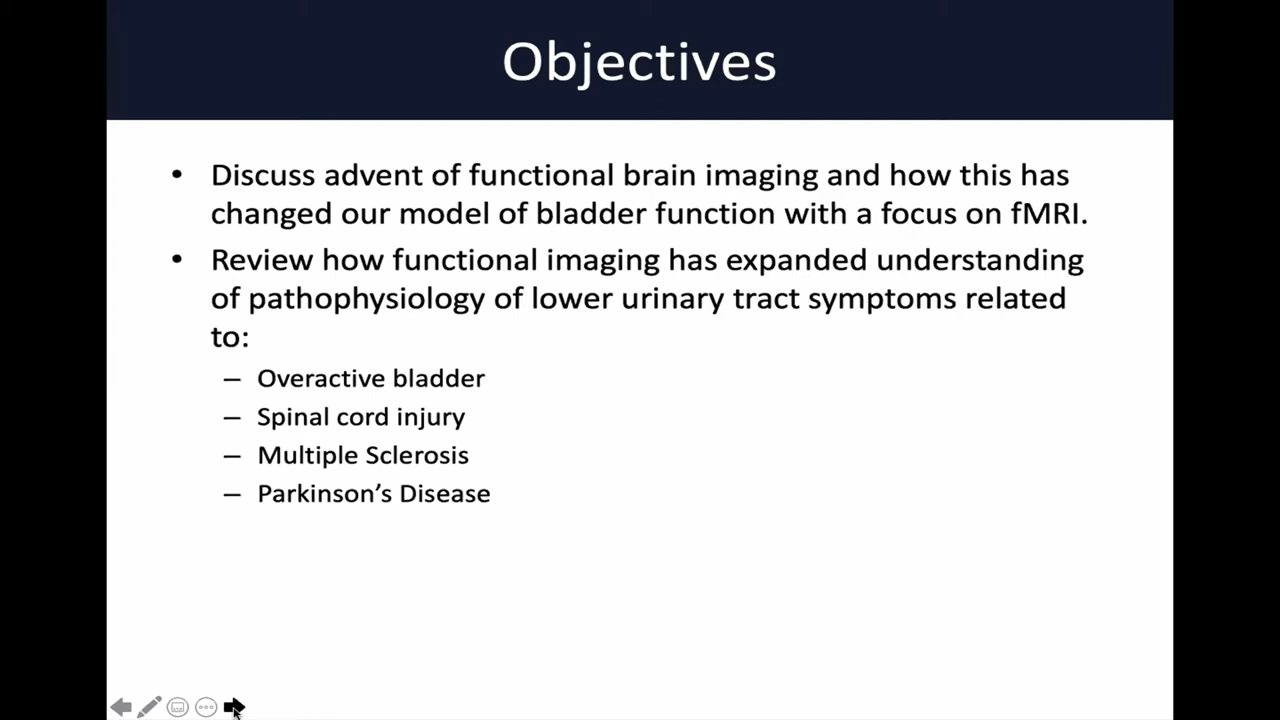 Objectives
• Discuss advent of functional brain imaging and how this has
changed our model of bladder function with a focus on fMRI.
• Review how functional imaging has expanded understanding
of pathophysiology of lower urinary tract symptoms related
to:
– Overactive bladder
– Spinal cord injury
– Multiple Sclerosis
– Parkinson’s Disease